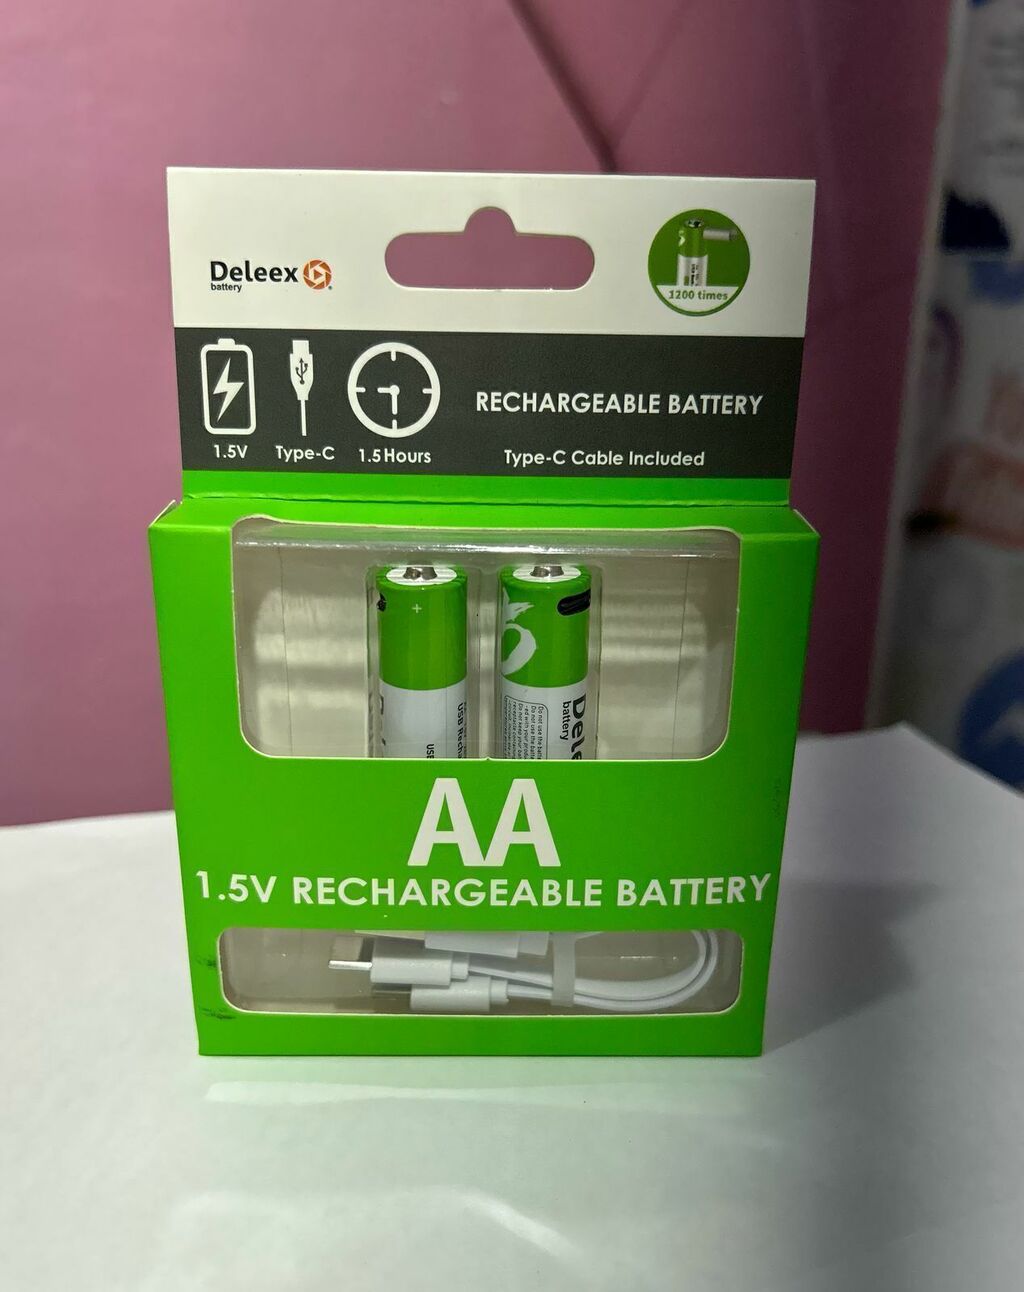 Deleex
battery
1200 times
1.5V
Type-C
1.5 Hours
RECHARGEABLE BATTERY
Type-C Cable Included
+
Dele
battery
AA
1.5V RECHARGEABLE BATTERY